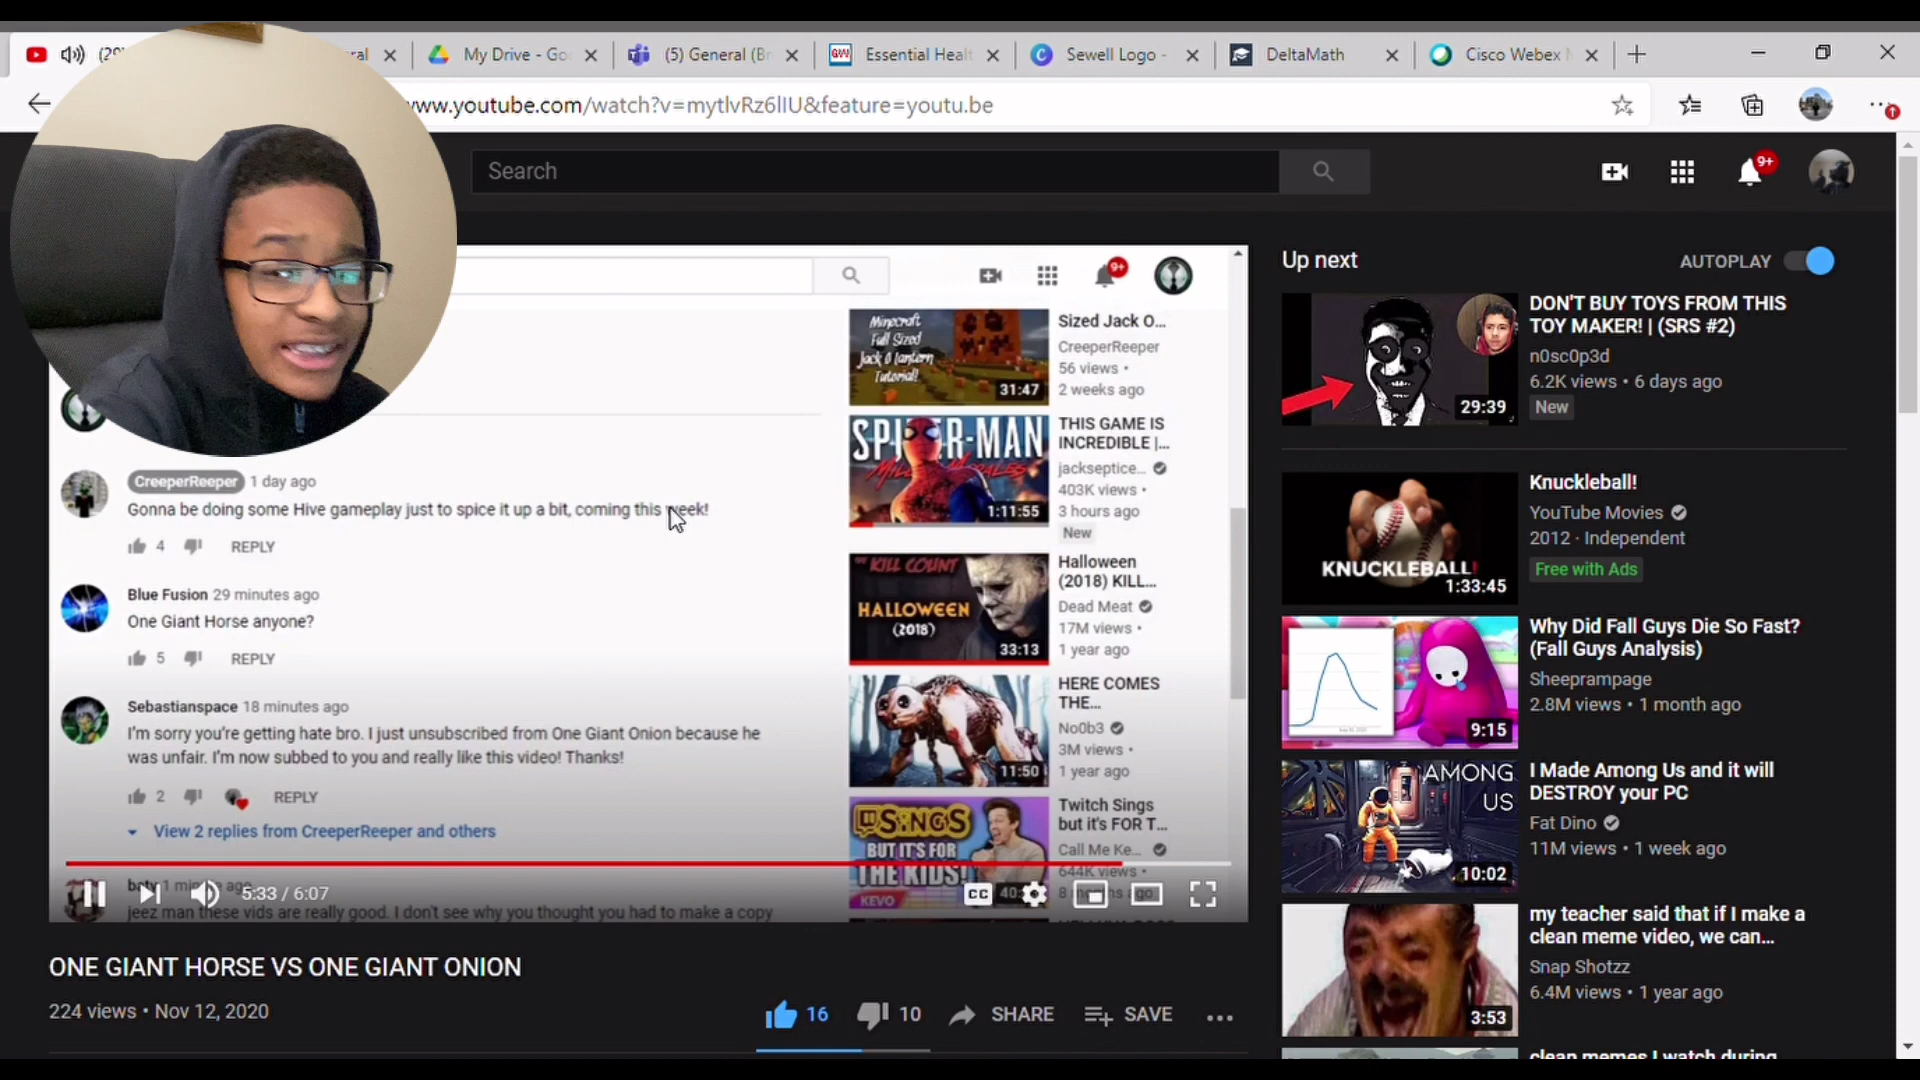 (29
ral
My Drive - Go
(5) General (Br
Essential Healt
Sewell Logo -
DeltaMath
Cisco Webex
www.youtube.com/watch?v=mytlvRz6lIU&feature=youtu.be
Search
9+
9+
Minecraft
Full Sized
Jack O lantern
Tutorial!
31:47
Sized Jack O...
CreeperReeper
56 views •
2 weeks ago
SPIDER-MAN
MILES MORALES
1:11:55
THIS GAME IS
INCREDIBLE |...
jackseptice...
403K views •
3 hours ago
New
CreeperReeper 1 day ago
Gonna be doing some Hive gameplay just to spice it up a bit, coming this week!
4 REPLY
Blue Fusion 29 minutes ago
One Giant Horse anyone?
5 REPLY
Sebastianspace 18 minutes ago
I'm sorry you're getting hate bro. I just unsubscribed from One Giant Onion because he
was unfair. I'm now subbed to you and really like this video! Thanks!
2 REPLY
View 2 replies from CreeperReeper and others
jeez man these vids are really good. I don't see why you thought you had to make a copy
THE KILL COUNT
HALLOWEEN
(2018)
33:13
Halloween
(2018) KILL...
Dead Meat
17M views •
1 year ago
11:50
HERE COMES
THE...
No0b3
3M views •
1 year ago
SINGS
BUT IT'S FOR
THE KIDS!
KEVO
Twitch Sings
but it's FOR T...
Call Me Ke...
644K views •
5:33 / 6:07
CC
ONE GIANT HORSE VS ONE GIANT ONION
224 views • Nov 12, 2020
16
10
SHARE
SAVE
Up next
AUTOPLAY
29:39
DON'T BUY TOYS FROM THIS
TOY MAKER! | (SRS #2)
n0sc0p3d
6.2K views • 6 days ago
New
KNUCKLEBALL!
1:33:45
Knuckleball!
YouTube Movies
2012 · Independent
Free with Ads
9:15
Why Did Fall Guys Die So Fast?
(Fall Guys Analysis)
Sheeprampage
2.8M views • 1 month ago
AMONG
US
10:02
I Made Among Us and it will
DESTROY your PC
Fat Dino
11M views • 1 week ago
3:53
my teacher said that if I make a
clean meme video, we can...
Snap Shotzz
6.4M views • 1 year ago
clean memes I watch during